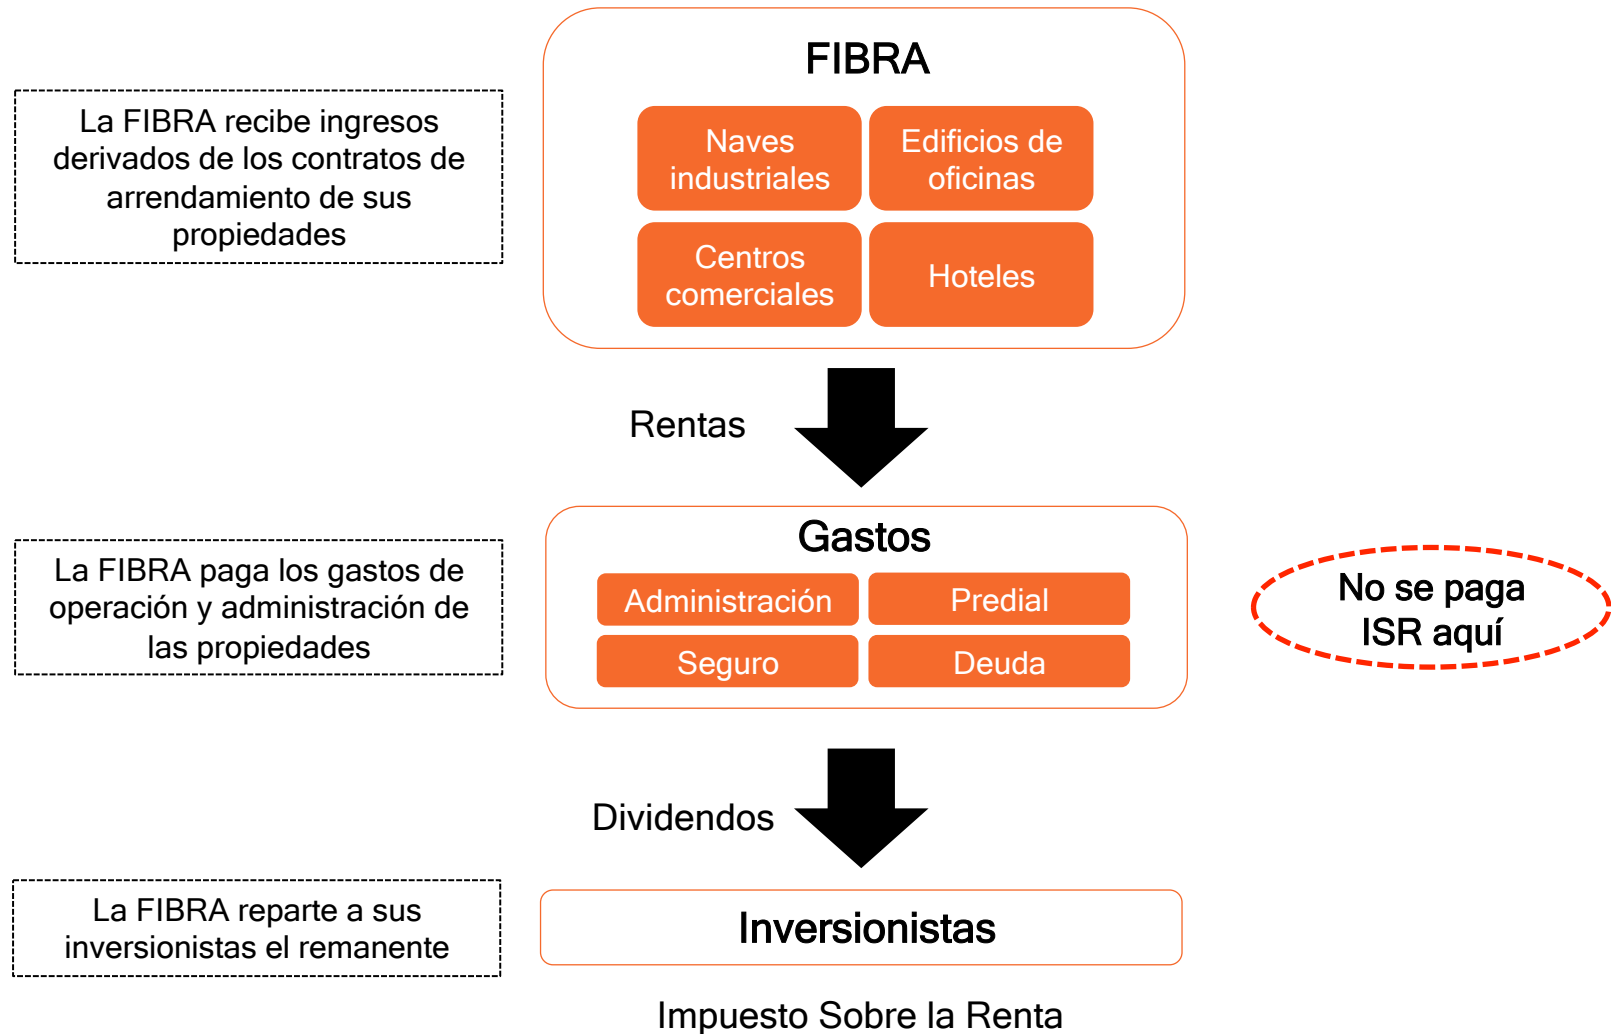 FIBRA
La FIBRA recibe ingresos
derivados de los contratos de
arrendamiento de sus
propiedades
Naves
industriales
Edificios de
oficinas
Centros
comerciales
Hoteles
Rentas
Gastos
La FIBRA paga los gastos de
operación y administración de
las propiedades
Administración
Predial
Seguro
Deuda
No se paga
ISR aquí
Dividendos
La FIBRA reparte a sus
inversionistas el remanente
Inversionistas
Impuesto Sobre la Renta